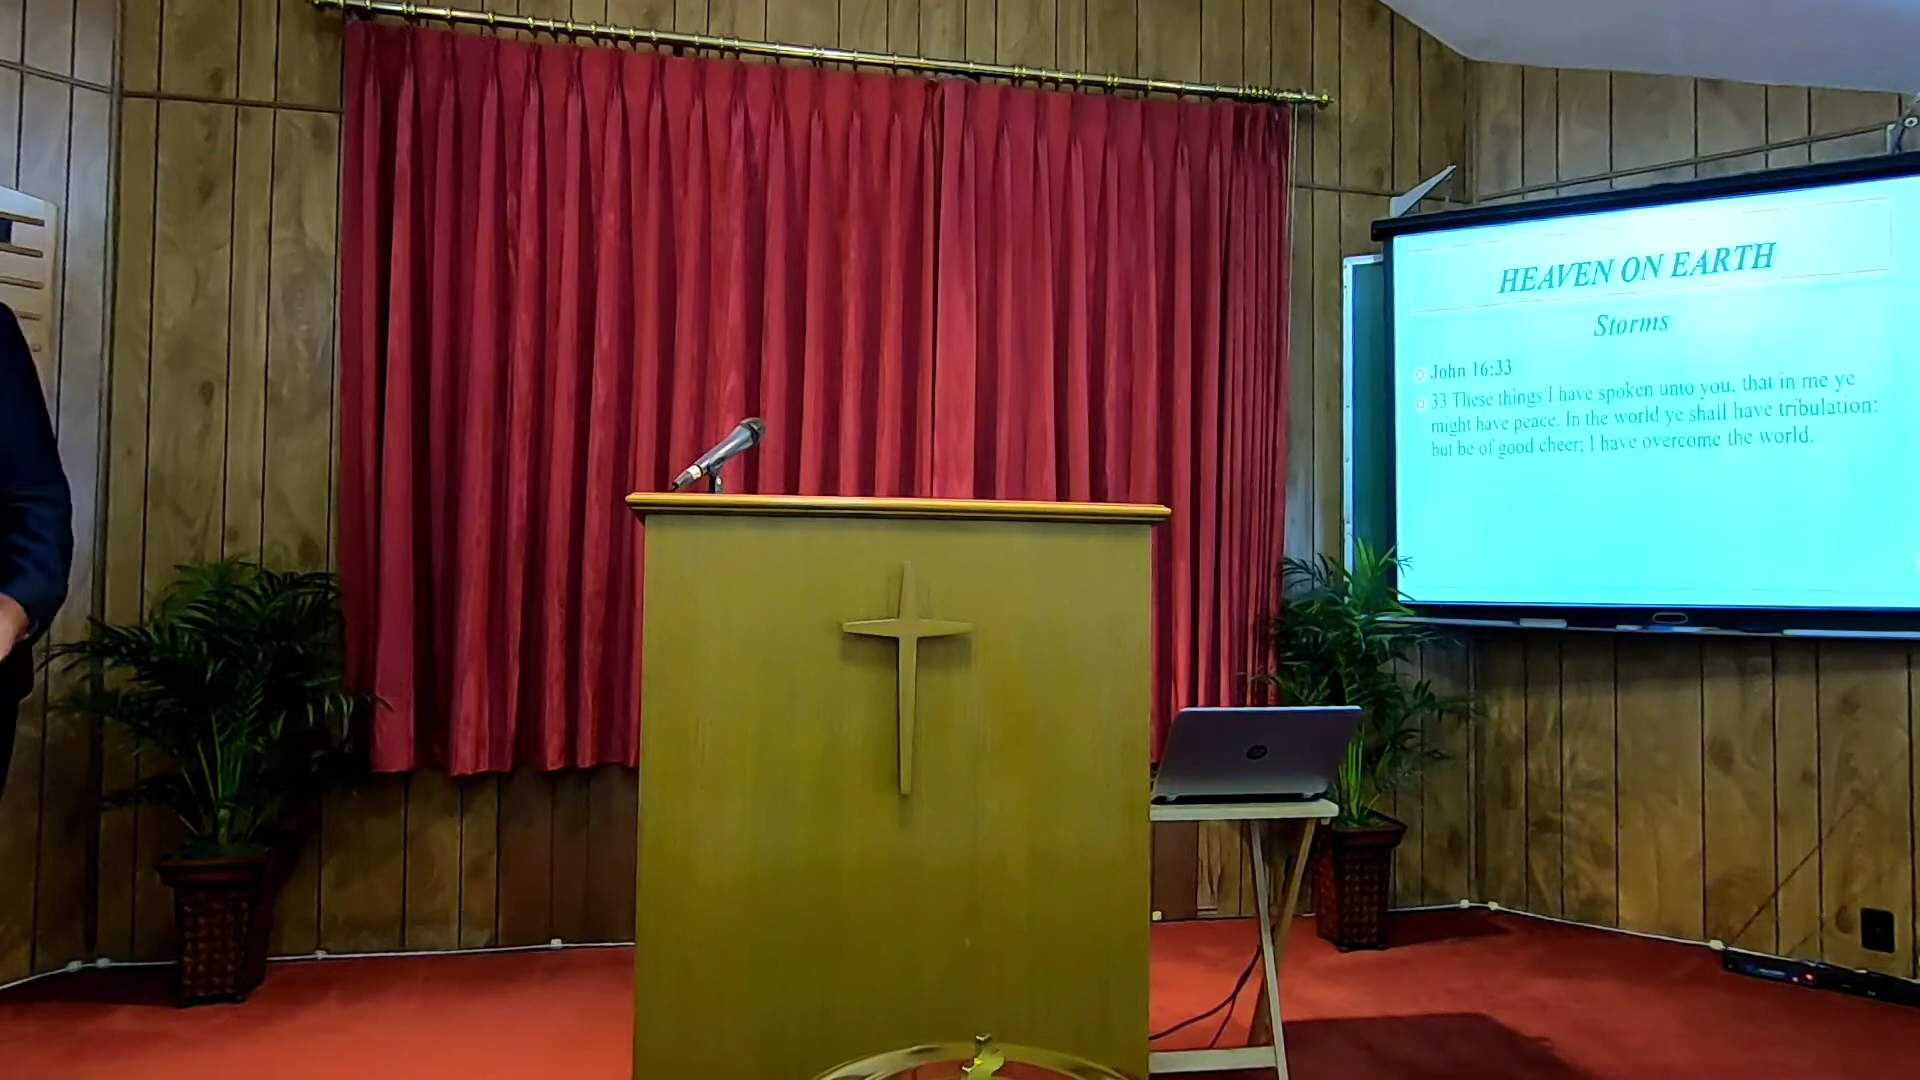 HEAVEN ON EARTH
Storms
John 16:33
33 These things I have spoken unto you, that in me ye
might have peace. In the world ye shall have tribulation:
but be of good cheer; I have overcome the world.